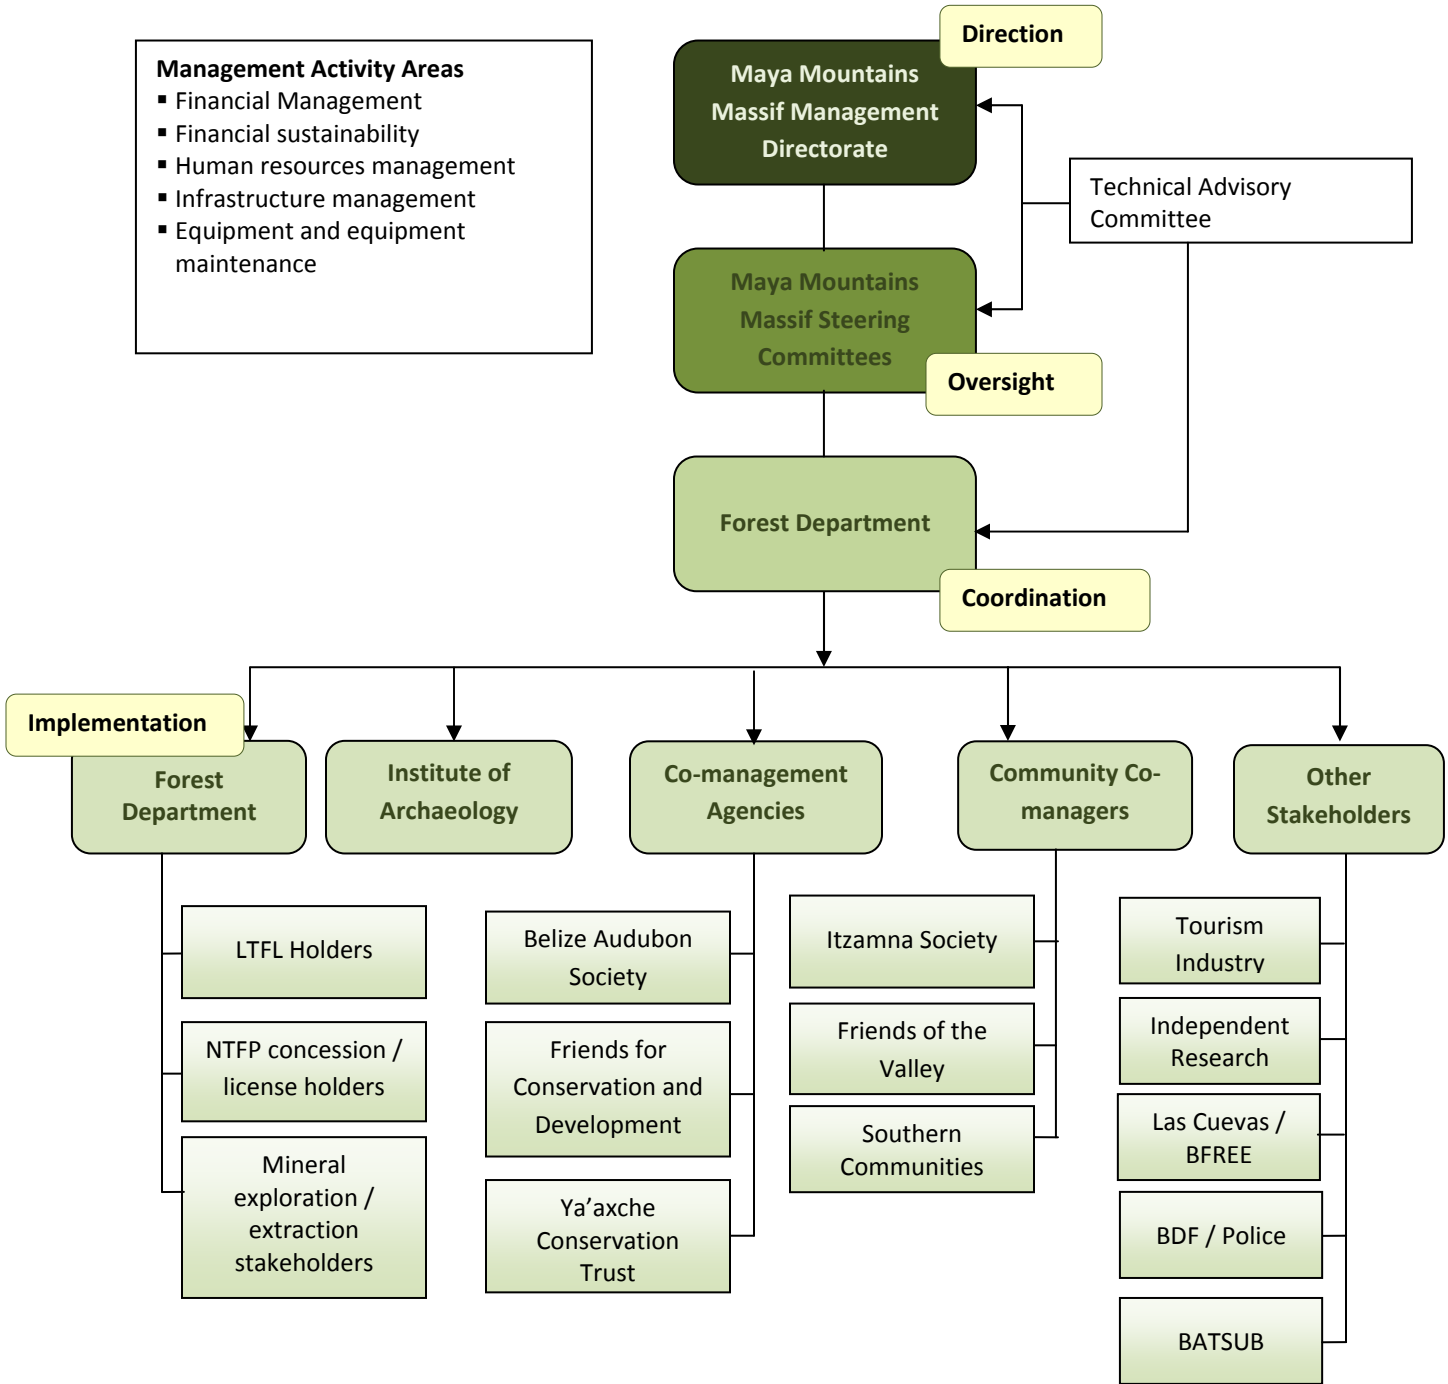 Direction
Maya Mountains
Massif Management
Directorate
Management Activity Areas
▪ Financial Management
▪ Financial sustainability
▪ Human resources management
▪ Infrastructure management
▪ Equipment and equipment
maintenance
Technical Advisory
Committee
Maya Mountains
Massif Steering
Committees
Oversight
Forest Department
Coordination
Implementation
Forest
Department
Institute of
Archaeology
Co-management
Agencies
Community Co-
managers
Other
Stakeholders
LTFL Holders
NTFP concession /
license holders
Mineral
exploration /
extraction
stakeholders
Belize Audubon
Society
Friends for
Conservation and
Development
Ya’axche
Conservation
Trust
Itzamna Society
Friends of the
Valley
Southern
Communities
Tourism
Industry
Independent
Research
Las Cuevas /
BFREE
BDF / Police
BATSUB